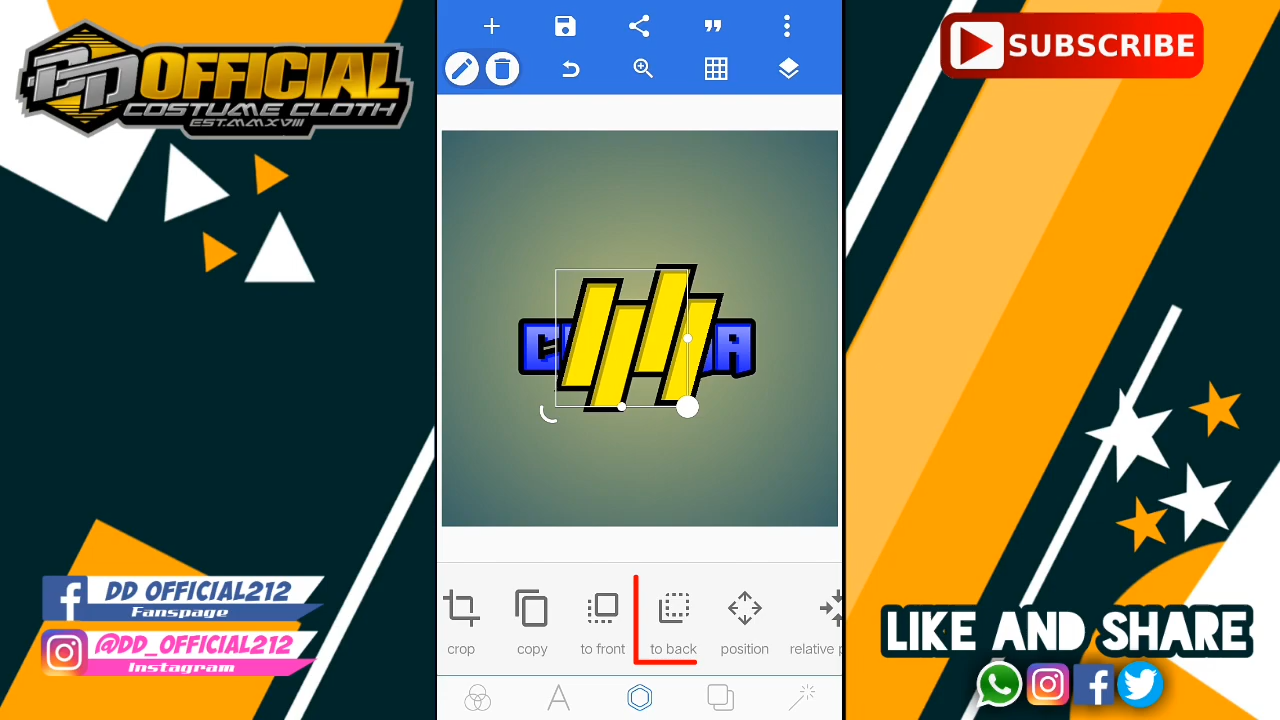 DD OFFICIAL
COSTUME CLOTH
EST.MMXVIII
SUBSCRIBE
C
A
crop
copy
to front
to back
position
relative p
DD OFFICIAL212
Fanspage
@DD_OFFICIAL212
Instagram
LIKE AND SHARE